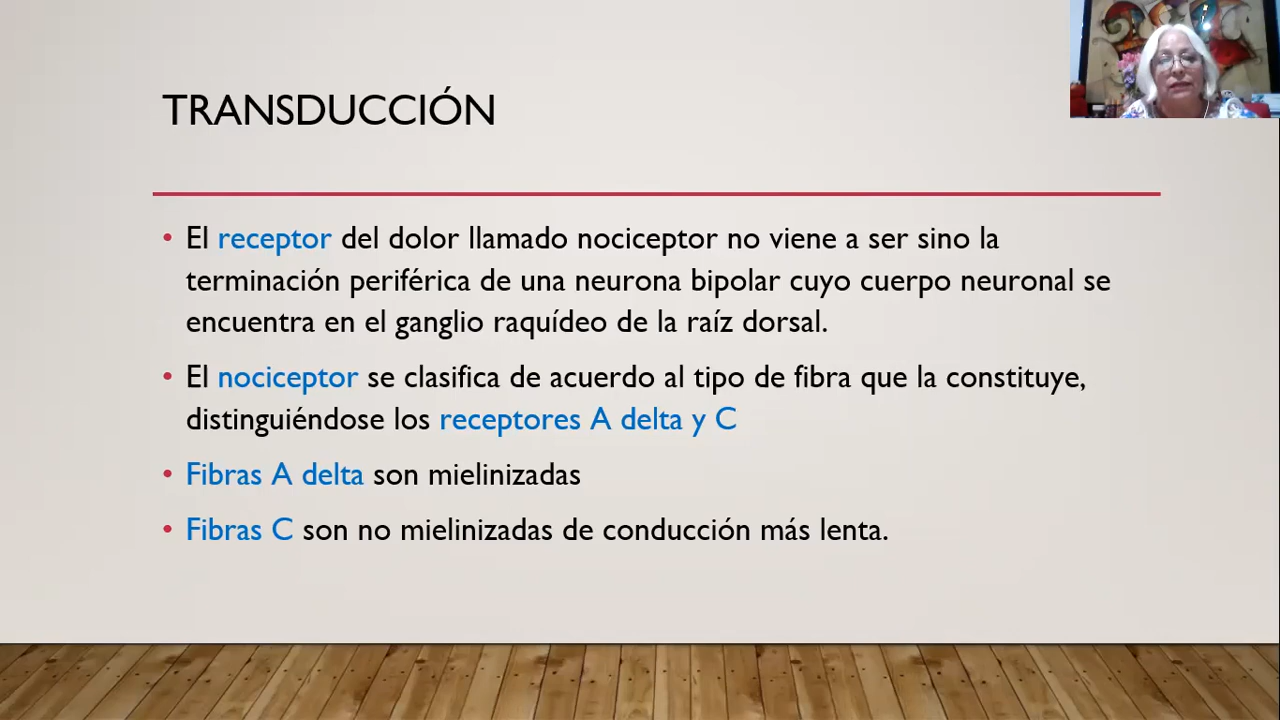 TRANSDUCCIÓN
• El receptor del dolor llamado nociceptor no viene a ser sino la
terminación periférica de una neurona bipolar cuyo cuerpo neuronal se
encuentra en el ganglio raquídeo de la raíz dorsal.
• El nociceptor se clasifica de acuerdo al tipo de fibra que la constituye,
distinguiéndose los receptores A delta y C
• Fibras A delta son mielinizadas
• Fibras C son no mielinizadas de conducción más lenta.